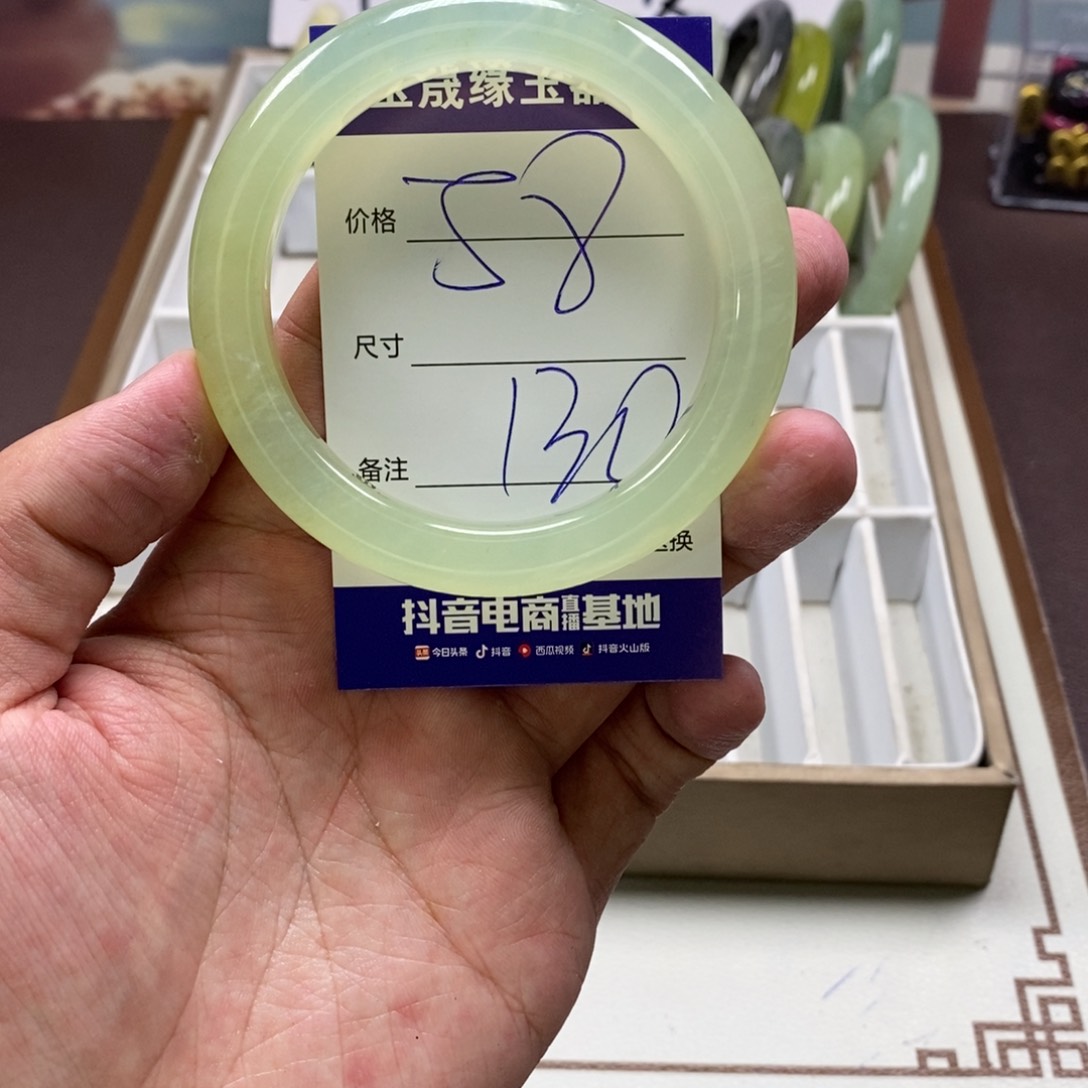 晟缘玉器
价格 58
尺寸
备注 130
换
抖音电商直播基地
今日头条 抖音 西瓜视频 抖音火山版